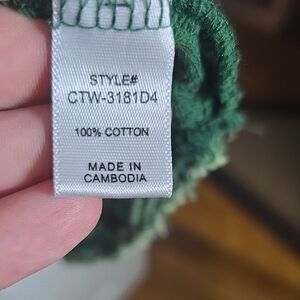 STYLE#
CTW-3181D4
100% COTTON
MADE IN
CAMBODIA